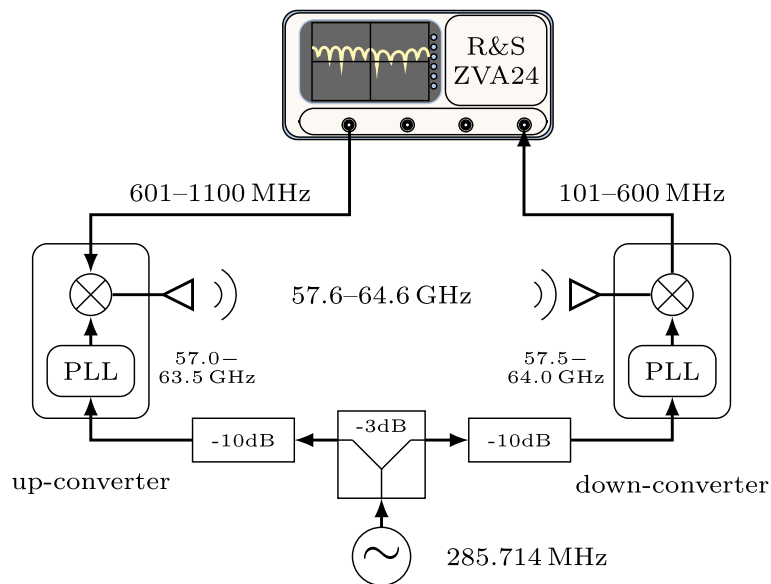 R&S
ZVA24
601–1100 MHz
101–600 MHz
57.6–64.6 GHz
57.0–
63.5 GHz
57.5–
64.0 GHz
PLL
PLL
-3dB
-10dB
-10dB
up-converter
down-converter
~
285.714 MHz